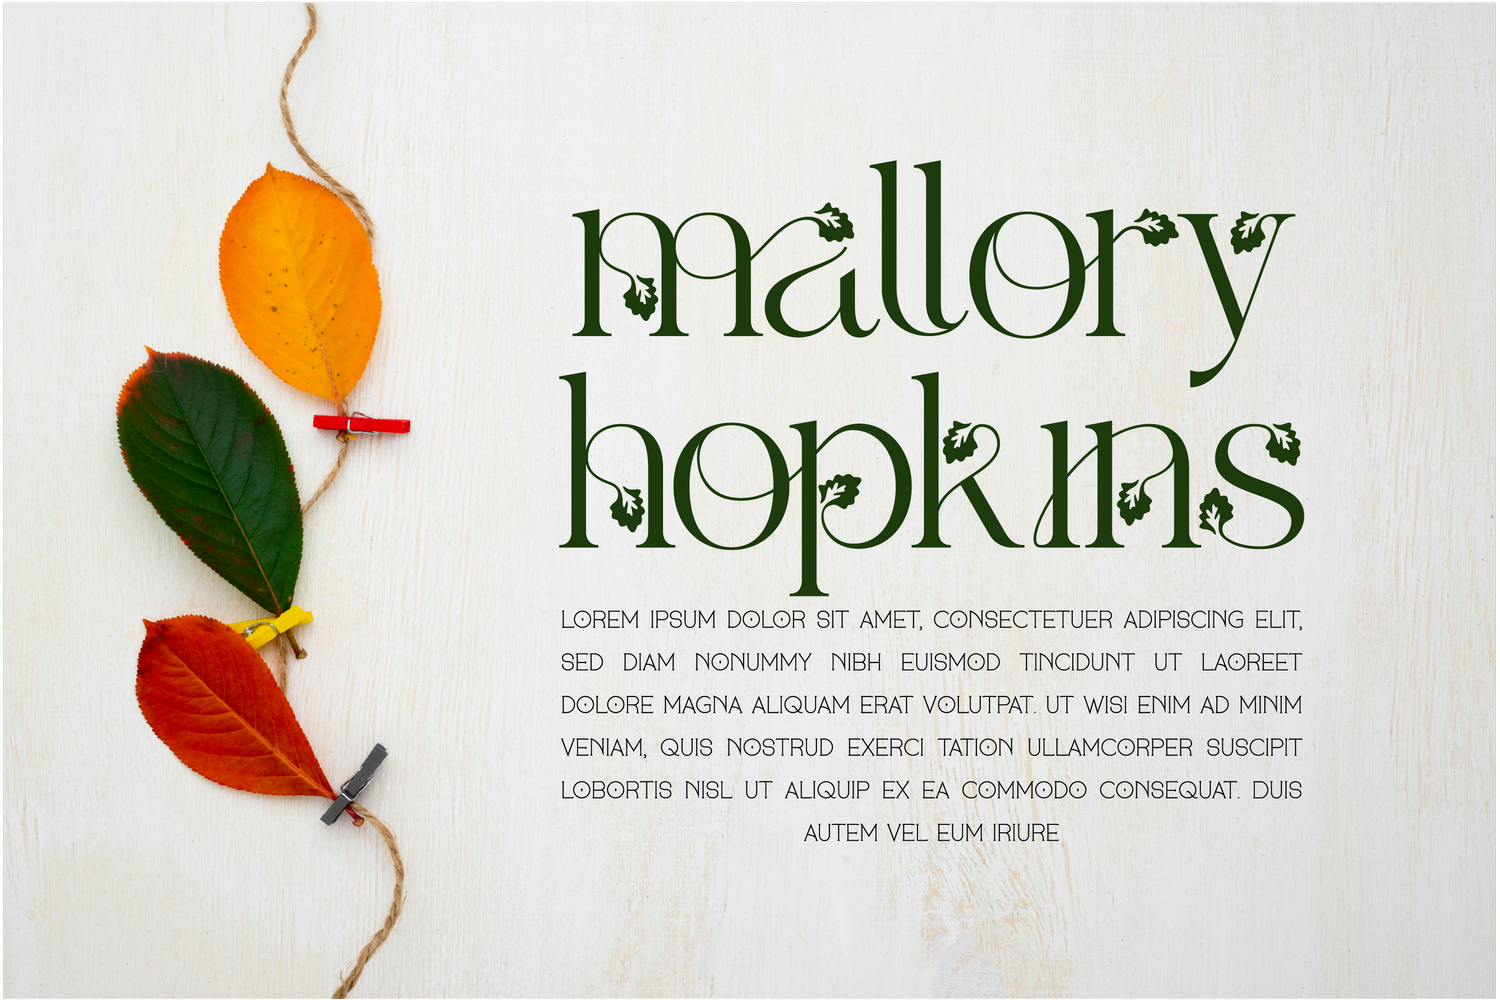 mallory
hopkins
LOREM IPSUM DOLOR SIT AMET, CONSECTETUER ADIPISCING ELIT,
SED DIAM NONUMMY NIBH EUISMOD TINCIDUNT UT LAOREET
DOLORE MAGNA ALIQUAM ERAT VOLUTPAT. UT WISI ENIM AD MINIM
VENIAM, QUIS NOSTRUD EXERCI TATION ULLAMCORPER SUSCIPIT
LOBORTIS NISL UT ALIQUIP EX EA COMMODO CONSEQUAT. DUIS
AUTEM VEL EUM IRIURE